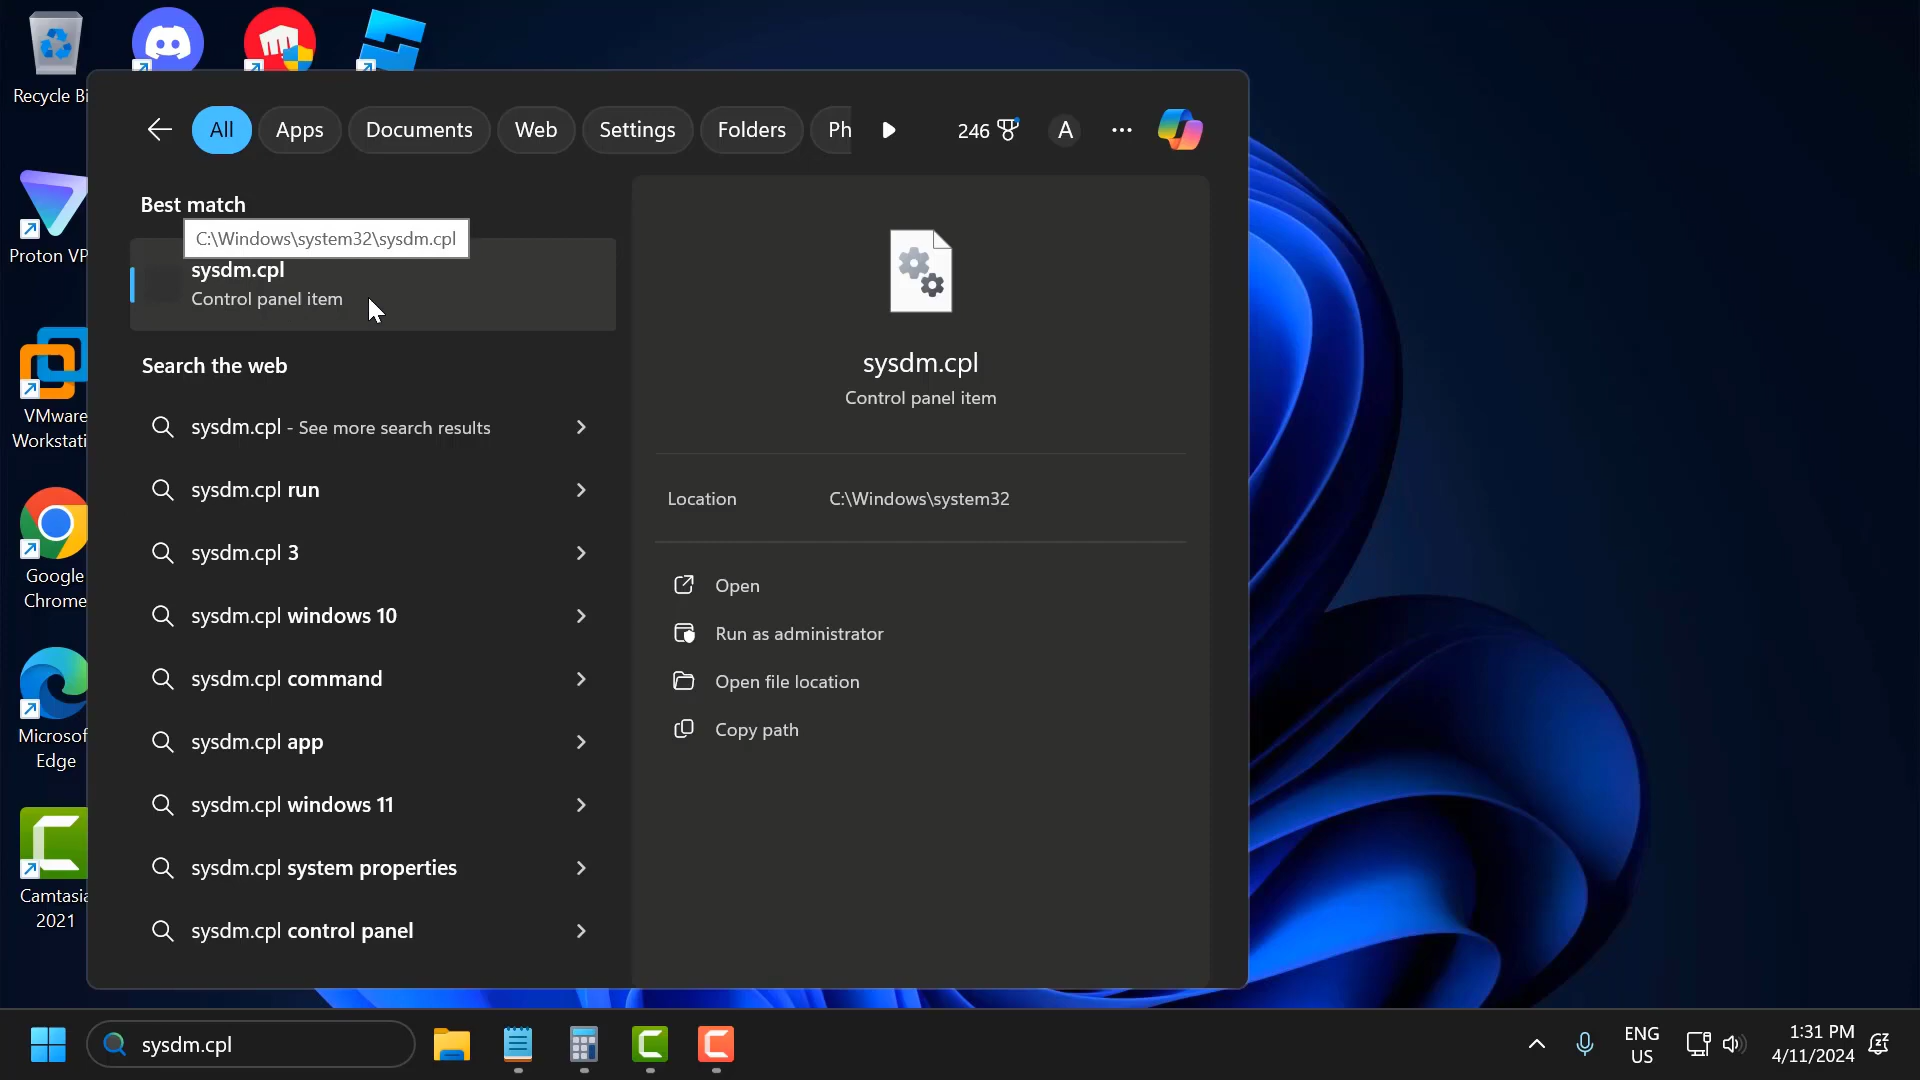 Recycle Bi
All
Apps
Documents
Web
Settings
Folders
Ph
246
A
Best match
C:\Windows\system32\sysdm.cpl
sysdm.cpl
Control panel item
Search the web
sysdm.cpl - See more search results
sysdm.cpl run
sysdm.cpl 3
sysdm.cpl windows 10
sysdm.cpl command
sysdm.cpl app
sysdm.cpl windows 11
sysdm.cpl system properties
sysdm.cpl control panel
sysdm.cpl
Control panel item
Location C:\Windows\system32
Open
Run as administrator
Open file location
Copy path
Proton VP
VMware
Workstati
Google
Chrome
Microsof
Edge
Camtasia
2021
sysdm.cpl
ENG
US
1:31 PM
4/11/2024